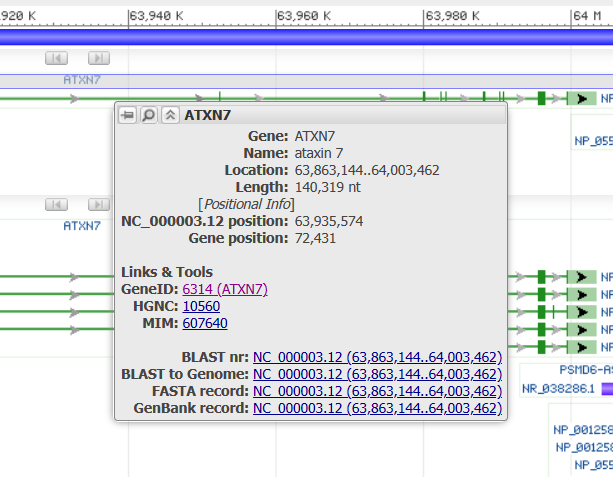 ,920 K
63,940 K
63,960 K
63,980 K
64 M
ATXN7
NP_
NP_055
ATXN7
ATXN7
Gene: ATXN7
Name: ataxin 7
Location: 63,863,144..64,003,462
Length: 140,319 nt
[Positional Info]
NC_000003.12 position: 63,935,574
Gene position: 72,431
Links & Tools
GeneID: 6314 (ATXN7)
HGNC: 10560
MIM: 607640
BLAST nr: NC_000003.12 (63,863,144..64,003,462)
BLAST to Genome: NC_000003.12 (63,863,144..64,003,462)
FASTA record: NC_000003.12 (63,863,144..64,003,462)
GenBank record: NC_000003.12 (63,863,144..64,003,462)
NP
NP
NP
NP
NP
PSMD6-AS
NR_038286.1
NP_001258
NP_001258
NP_055